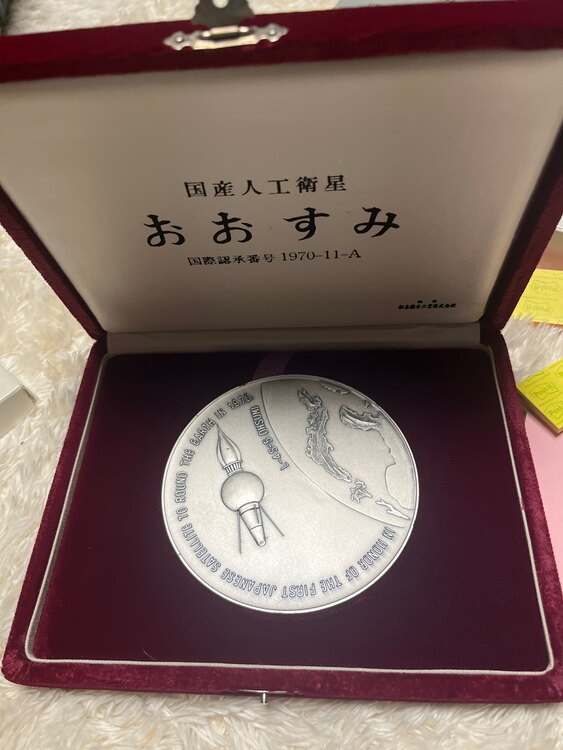 国産人工衛星
おおすみ
国際認承番号 1970-11-A
IN HONOR OF THE FIRST JAPANESE SATELLITE TO ROUND THE EARTH IN 1970.
OHSUMI L-4S-5